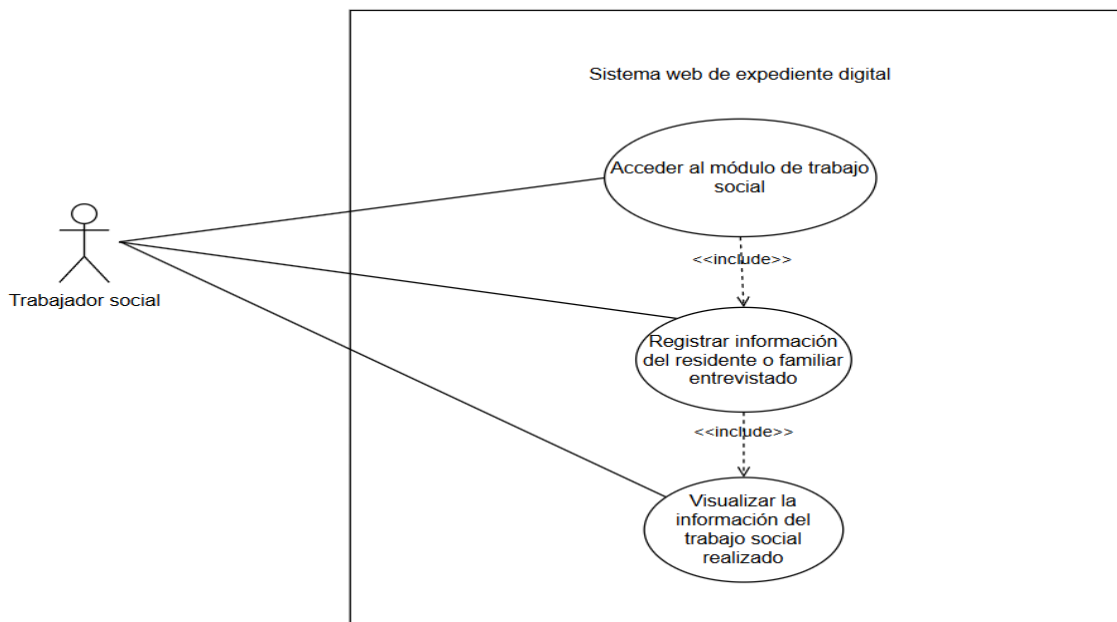 Sistema web de expediente digital
Acceder al módulo de trabajo
social
<<include>>
Trabajador social
Registrar información
del residente o familiar
entrevistado
<<include>>
Visualizar la
información del
trabajo social
realizado